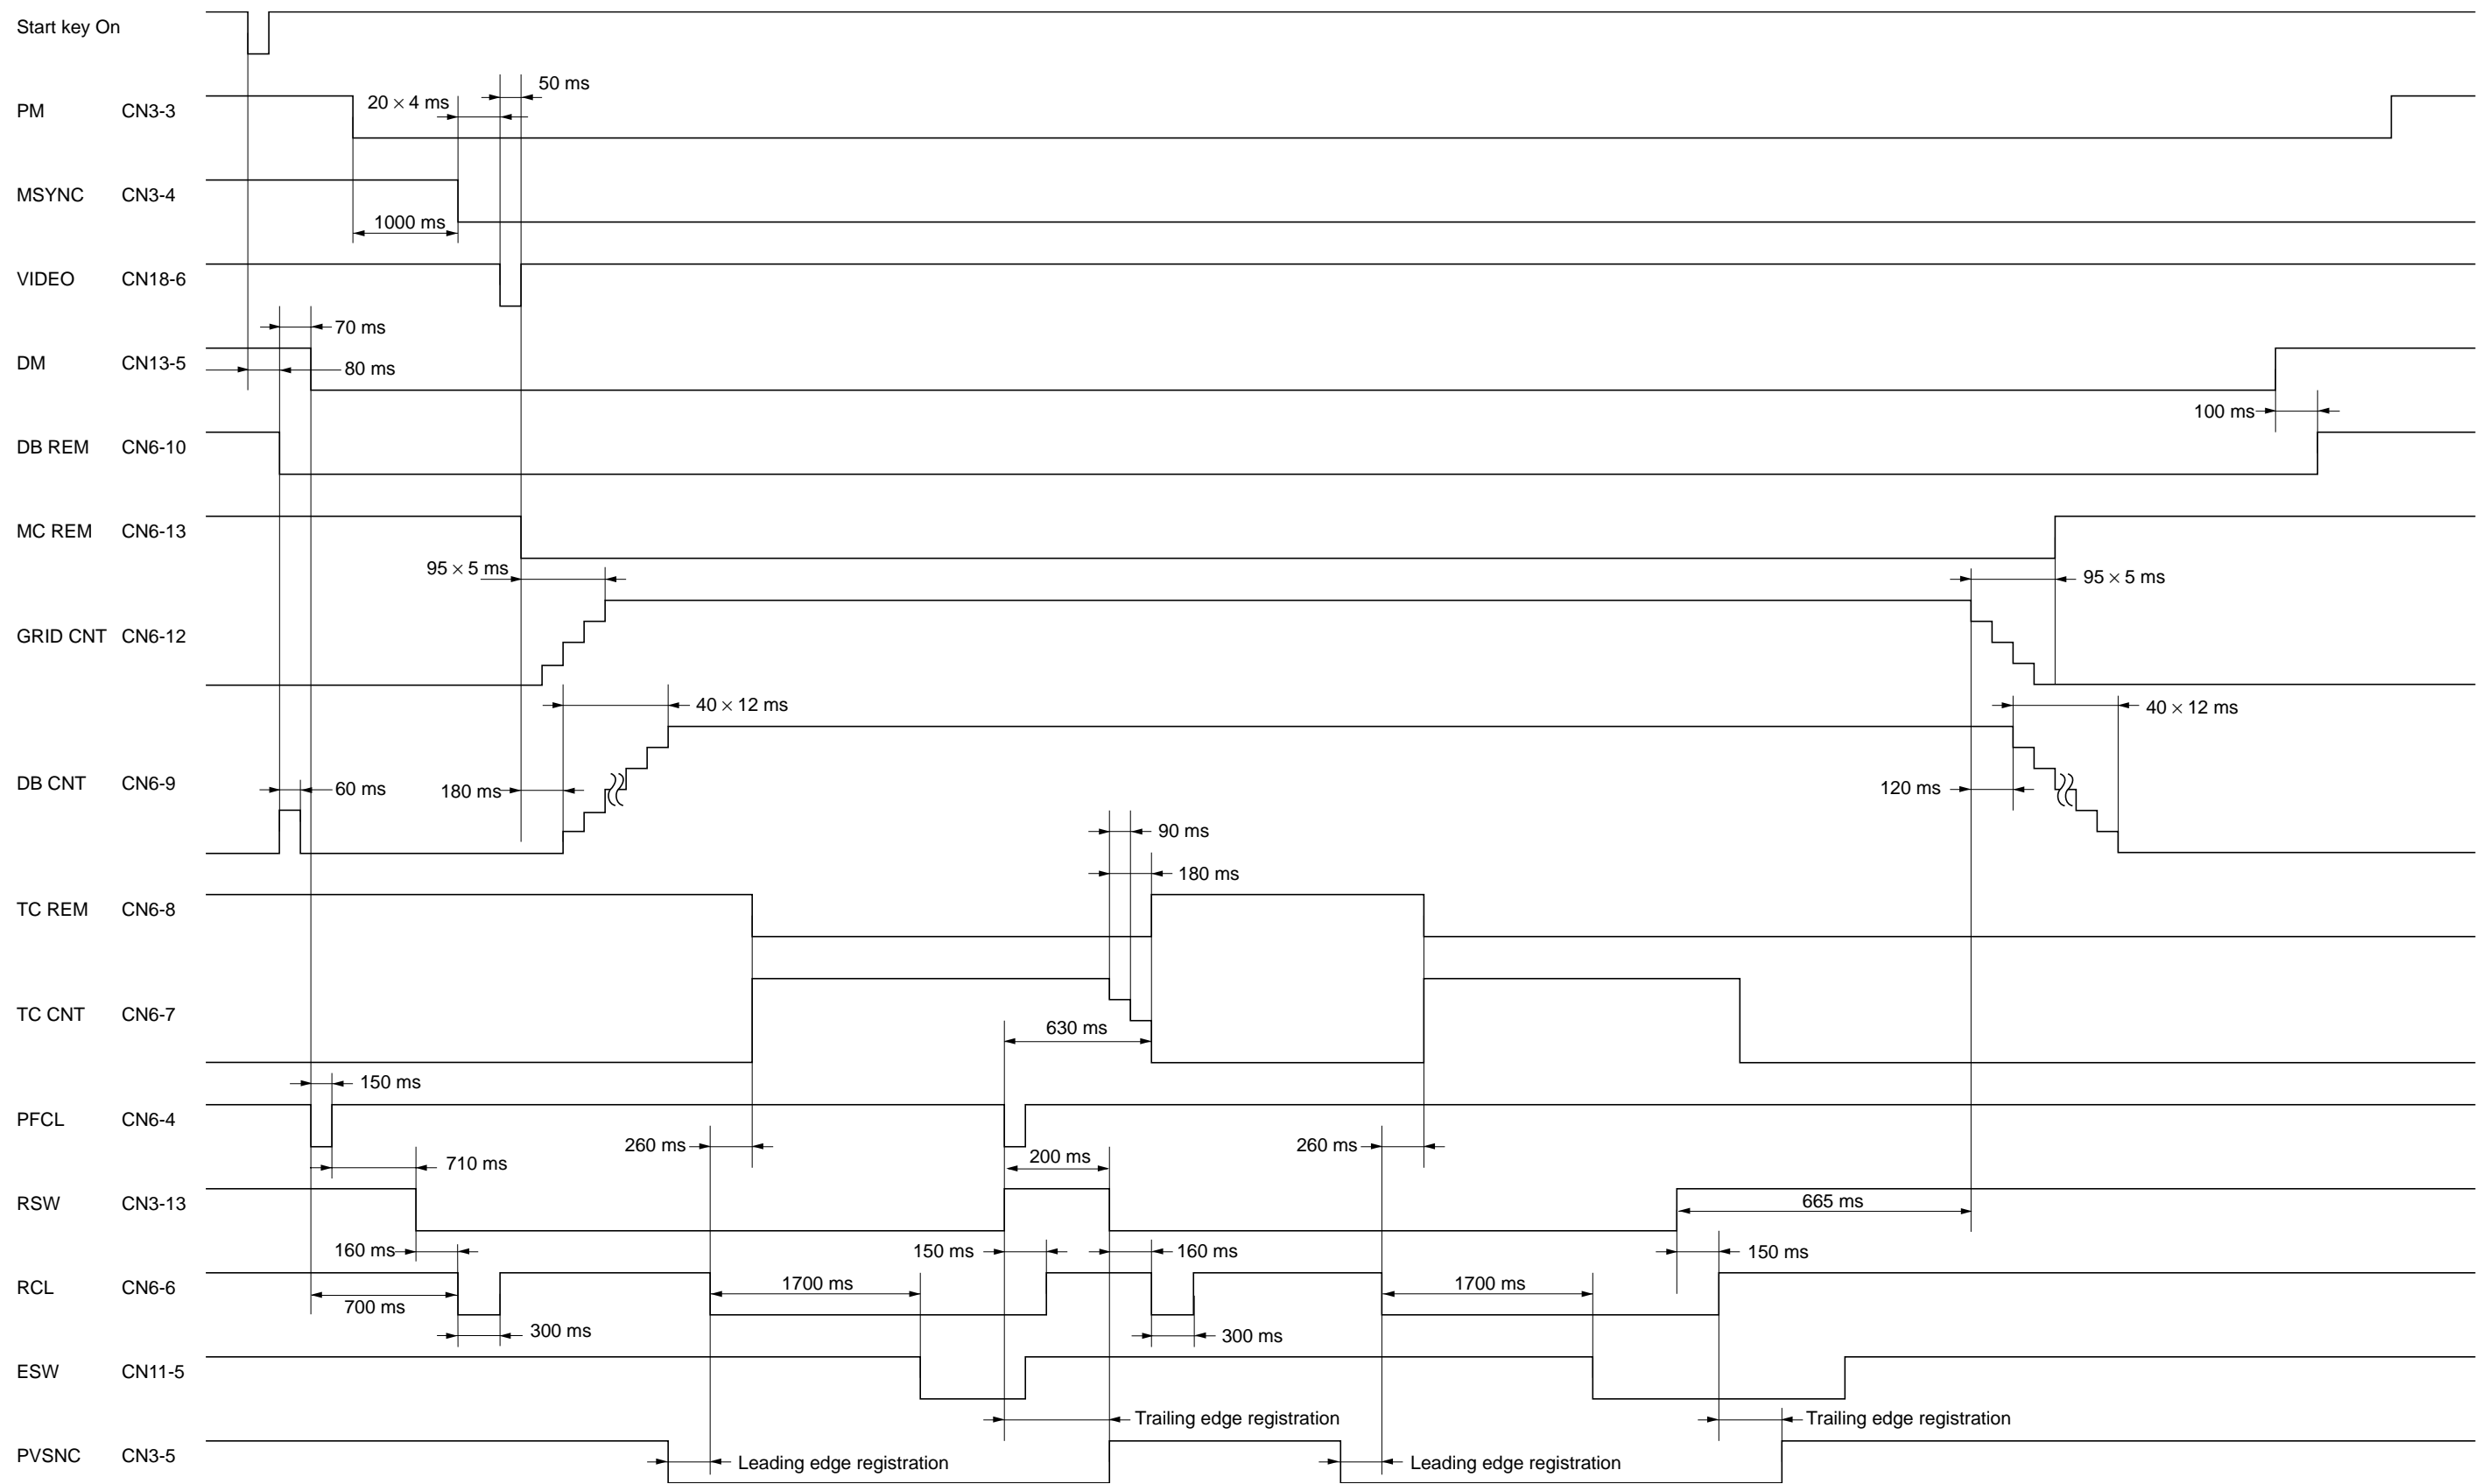 Start key On
50 ms
20 × 4 ms
PM CN3-3
MSYNC CN3-4
1000 ms
VIDEO CN18-6
70 ms
DM CN13-5
80 ms
100 ms
DB REM CN6-10
MC REM CN6-13
95 × 5 ms
95 × 5 ms
GRID CNT CN6-12
40 × 12 ms
40 × 12 ms
DB CNT CN6-9
60 ms
180 ms
120 ms
90 ms
180 ms
TC REM CN6-8
TC CNT CN6-7
630 ms
150 ms
PFCL CN6-4
260 ms
260 ms
710 ms
200 ms
RSW CN3-13
665 ms
160 ms
150 ms
160 ms
150 ms
RCL CN6-6
1700 ms
1700 ms
700 ms
300 ms
300 ms
ESW CN11-5
Trailing edge registration
Trailing edge registration
PVSNC CN3-5
Leading edge registration
Leading edge registration